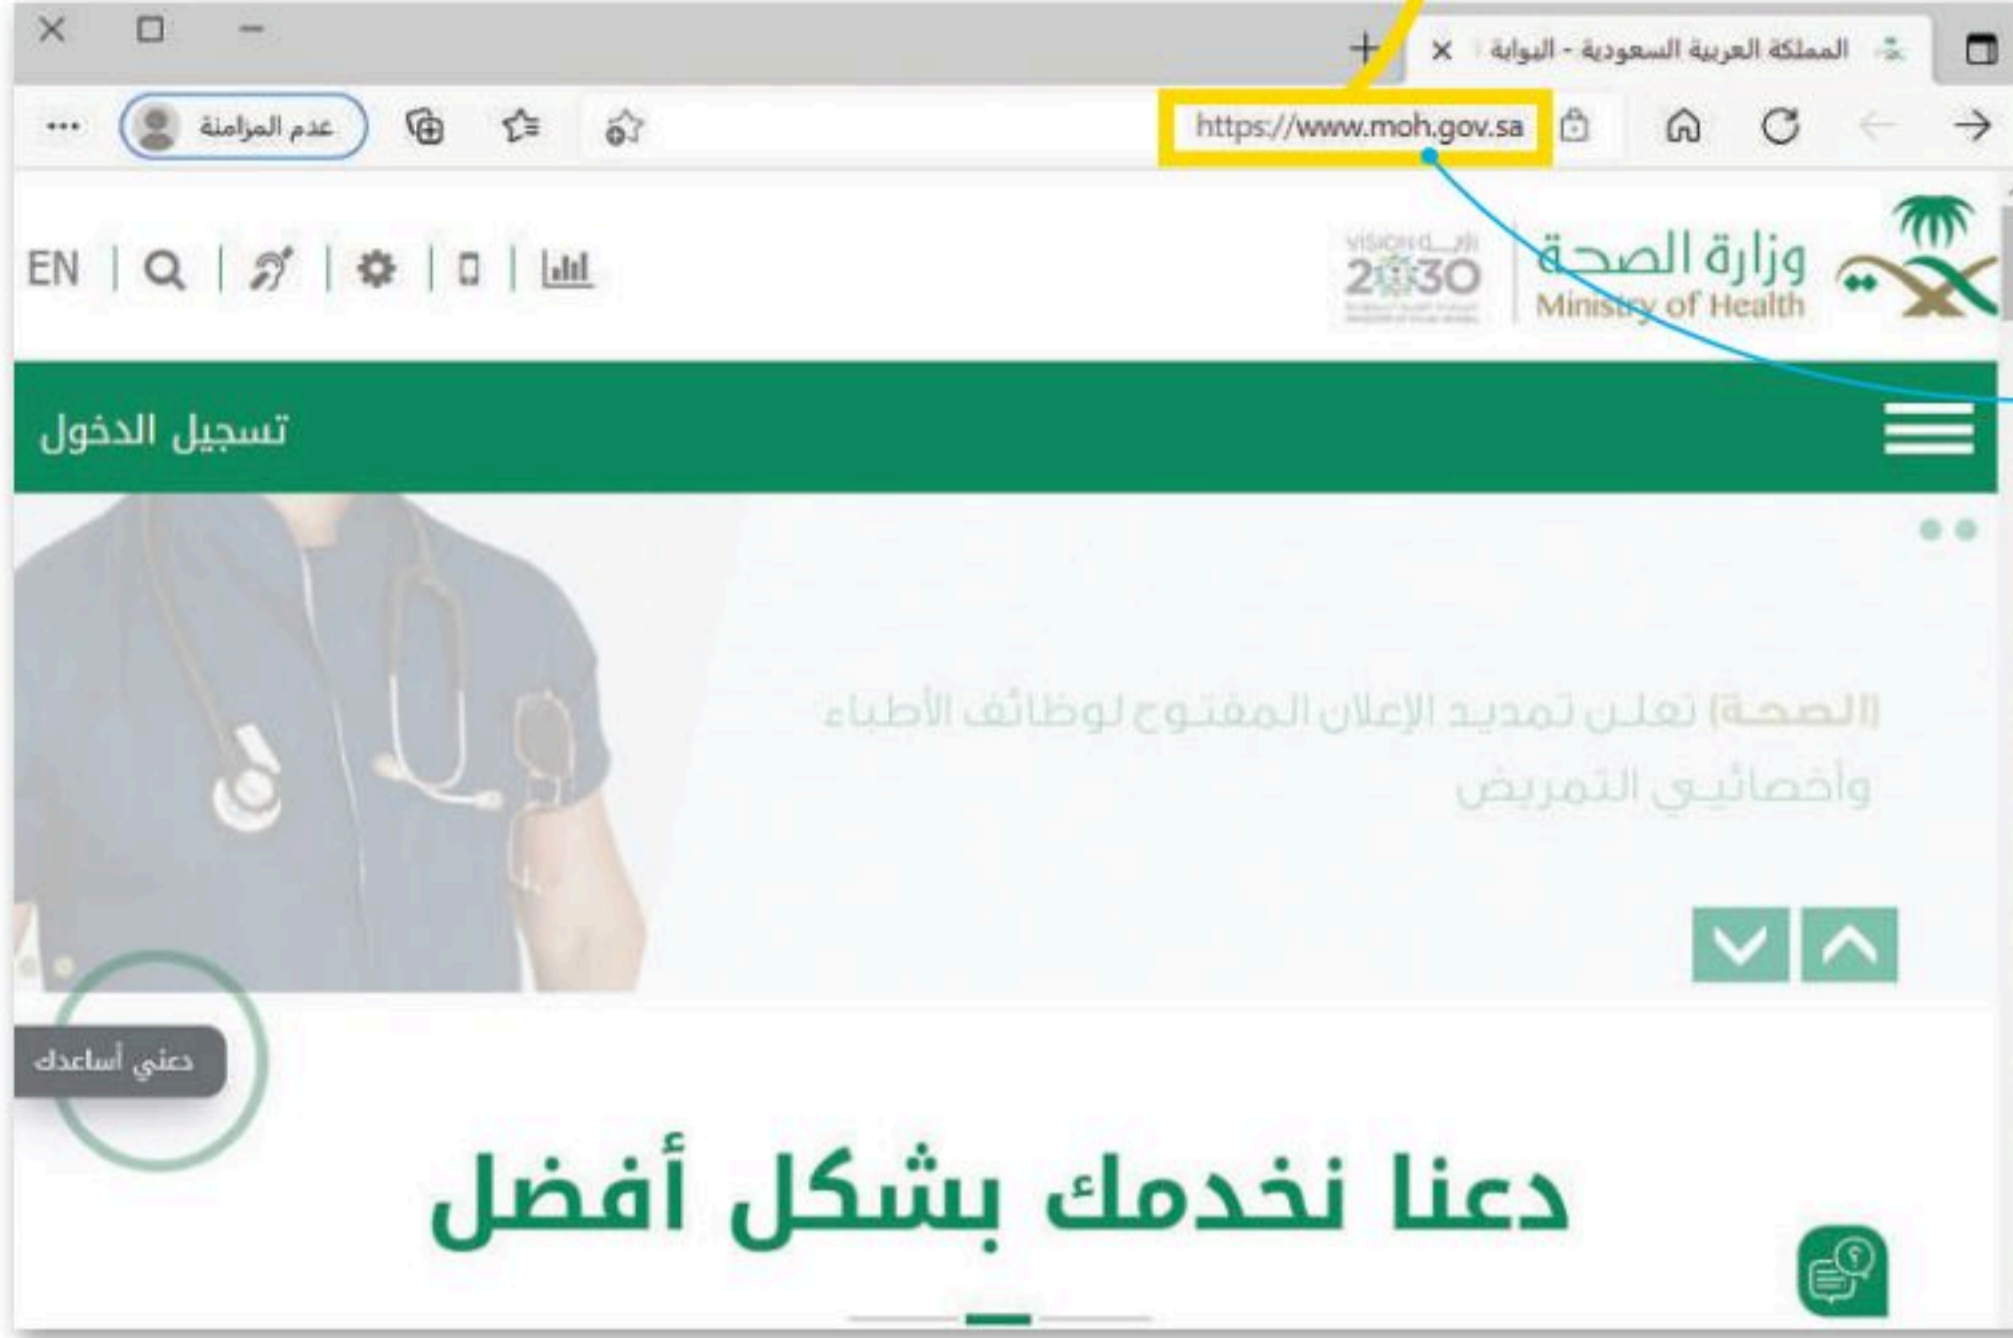 المملكة العربية السعودية - البوابة
عدم المزامنة
https://www.moh.gov.sa
وزارة الصحة
Ministry of Health
VISION رؤيــــة
2030
EN
تسجيل الدخول
(الصحة) تعلن تمديد الإعلان المفتوح لوظائف الأطباء
وأخصائيي التمريض
دعني أساعدك
دعنا نخدمك بشكل أفضل